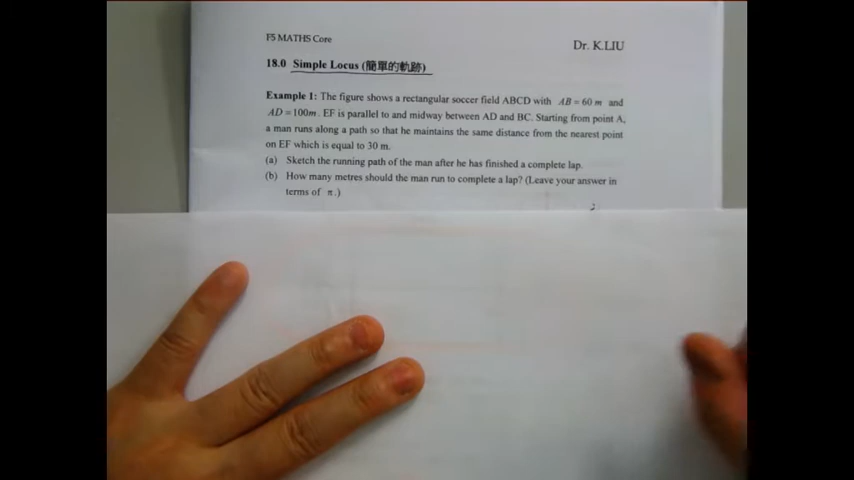 F5 MATHS Core
Dr. K.LIU
18.0 Simple Locus (簡單的軌跡)
Example 1: The figure shows a rectangular soccer field ABCD with AB = 60 m and
AD = 100m. EF is parallel to and midway between AD and BC. Starting from point A,
a man runs along a path so that he maintains the same distance from the nearest point
on EF which is equal to 30 m.
(a) Sketch the running path of the man after he has finished a complete lap.
(b) How many metres should the man run to complete a lap? (Leave your answer in
terms of π.)